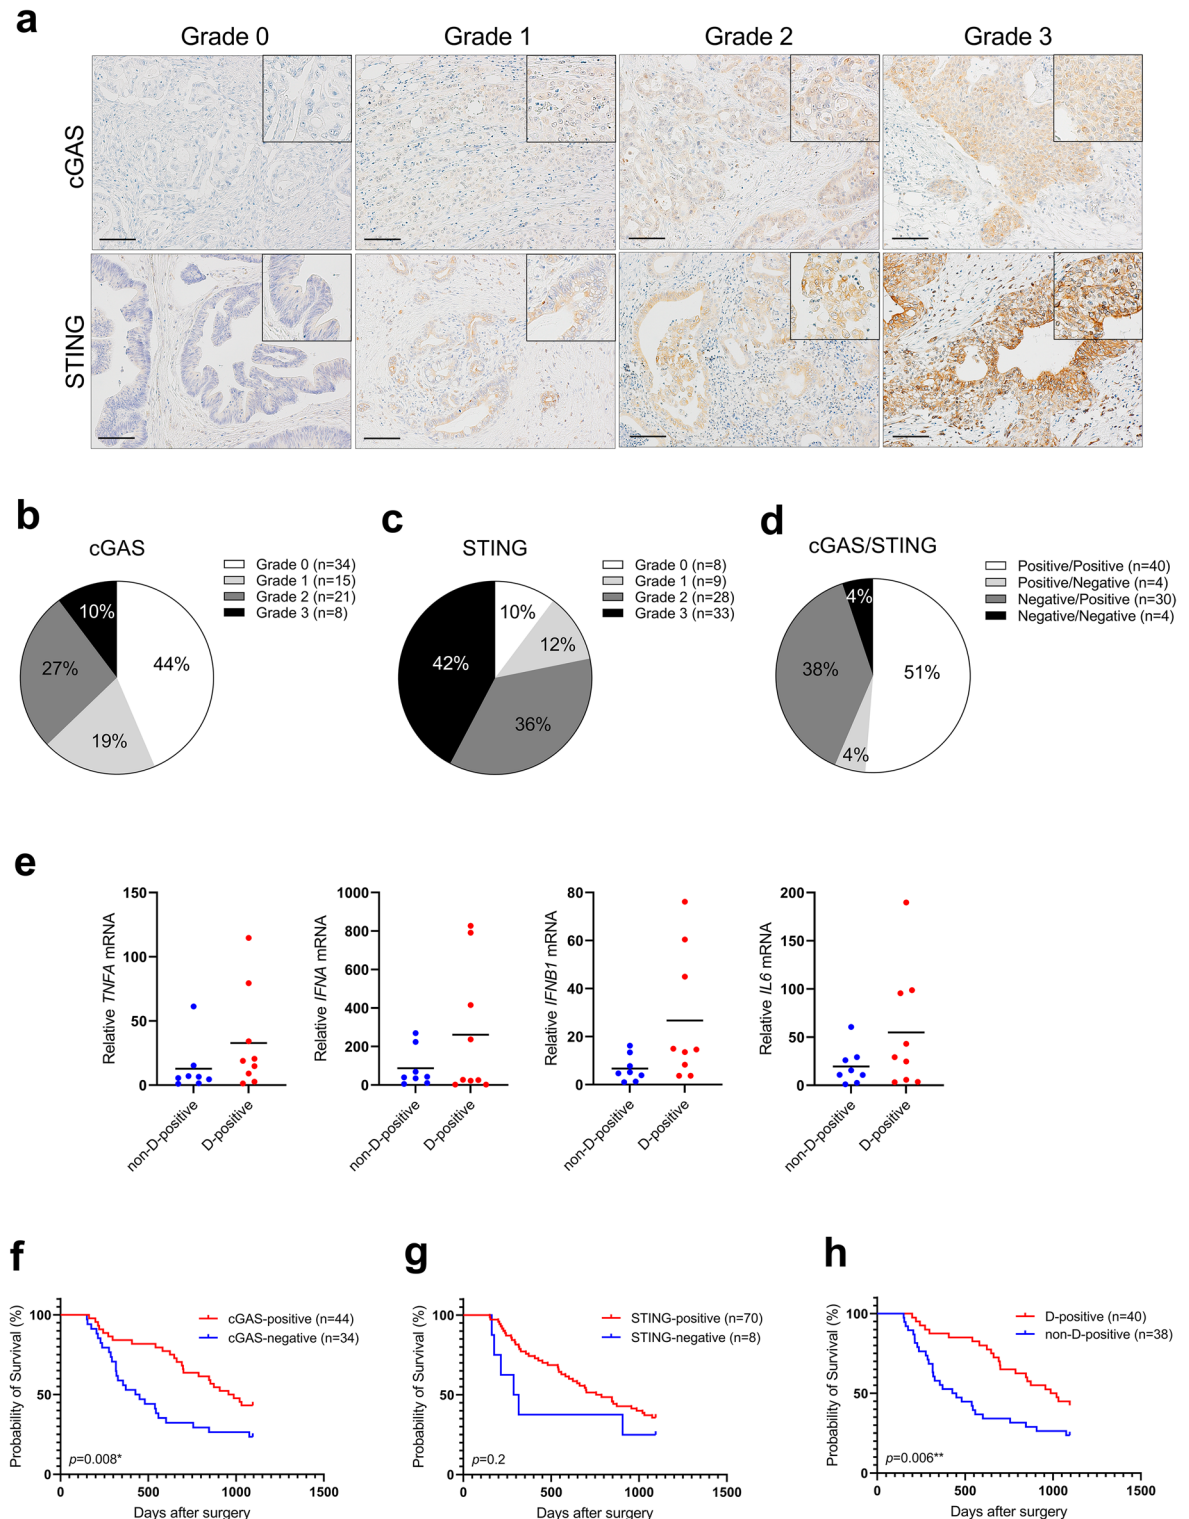 a
Grade 0
Grade 1
Grade 2
Grade 3
cGAS
STING
b
cGAS
Grade 0 (n=34)
Grade 1 (n=15)
Grade 2 (n=21)
Grade 3 (n=8)
10%
44%
27%
19%
c
STING
Grade 0 (n=8)
Grade 1 (n=9)
Grade 2 (n=28)
Grade 3 (n=33)
10%
12%
42%
36%
d
cGAS/STING
Positive/Positive (n=40)
Positive/Negative (n=4)
Negative/Positive (n=30)
Negative/Negative (n=4)
4%
38%
51%
4%
e
Relative TNFA mRNA
150
100
50
0
non-D-positive
D-positive
Relative IFNA mRNA
1000
800
600
400
200
0
non-D-positive
D-positive
Relative IFNB1 mRNA
80
60
40
20
0
non-D-positive
D-positive
Relative IL6 mRNA
200
150
100
50
0
non-D-positive
D-positive
f
Probability of Survival (%)
100
50
0
cGAS-positive (n=44)
cGAS-negative (n=34)
p=0.008*
0
500
1000
1500
Days after surgery
g
Probability of Survival (%)
100
50
0
STING-positive (n=70)
STING-negative (n=8)
p=0.2
0
500
1000
1500
Days after surgery
h
Probability of Survival (%)
100
50
0
D-positive (n=40)
non-D-positive (n=38)
p=0.006**
0
500
1000
1500
Days after surgery